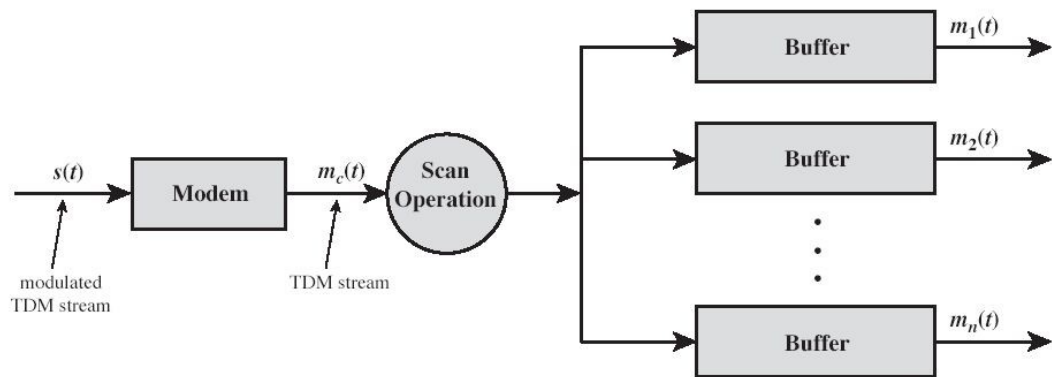 s(t)
modulated
TDM stream
Modem
m_c(t)
TDM stream
Scan
Operation
Buffer
m_1(t)
Buffer
m_2(t)
Buffer
m_n(t)